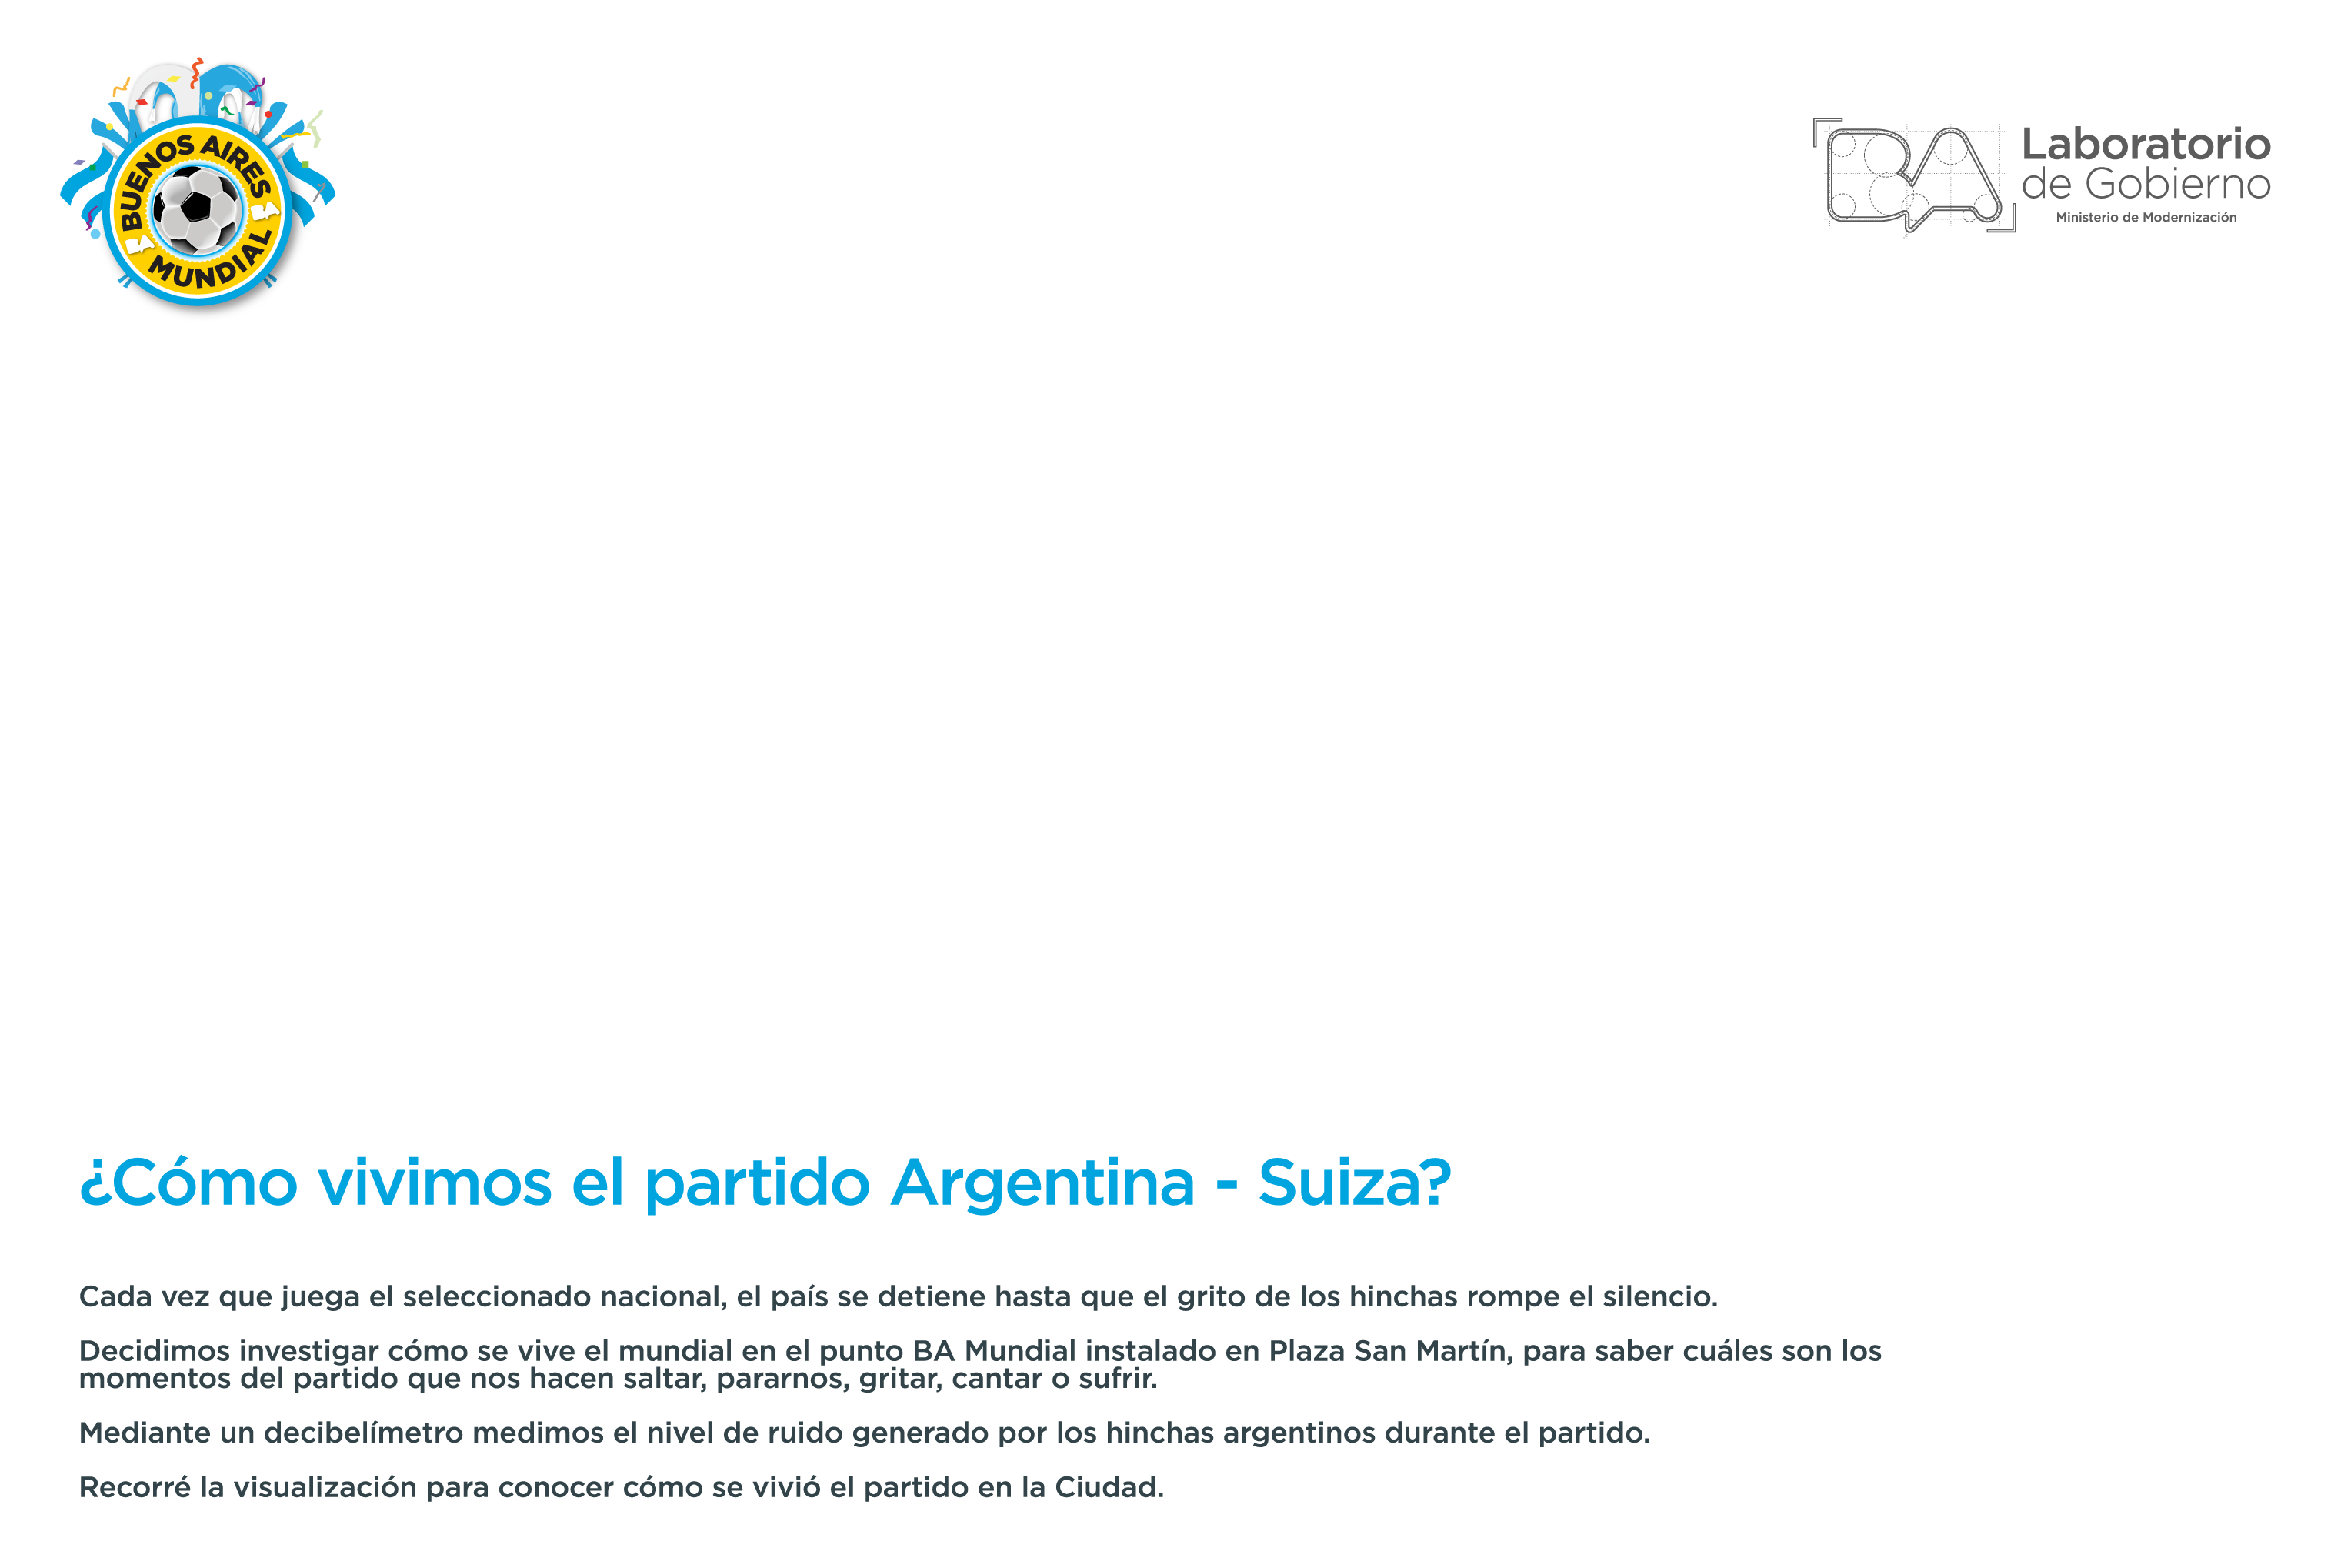 BUENOS AIRES
BA
BA
MUNDIAL
BA
Laboratorio
de Gobierno
Ministerio de Modernización
¿Cómo vivimos el partido Argentina - Suiza?
Cada vez que juega el seleccionado nacional, el país se detiene hasta que el grito de los hinchas rompe el silencio.
Decidimos investigar cómo se vive el mundial en el punto BA Mundial instalado en Plaza San Martín, para saber cuáles son los
momentos del partido que nos hacen saltar, pararnos, gritar, cantar o sufrir.
Mediante un decibelímetro medimos el nivel de ruido generado por los hinchas argentinos durante el partido.
Recorré la visualización para conocer cómo se vivió el partido en la Ciudad.